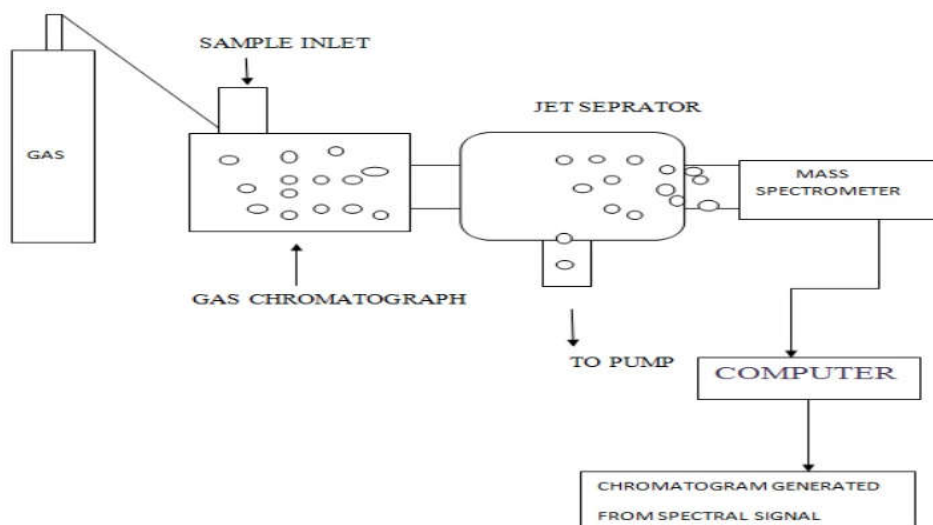 SAMPLE INLET
JET SEPRATOR
GAS
MASS
SPECTROMETER
GAS CHROMATOGRAPH
TO PUMP
COMPUTER
CHROMATOGRAM GENERATED
FROM SPECTRAL SIGNAL